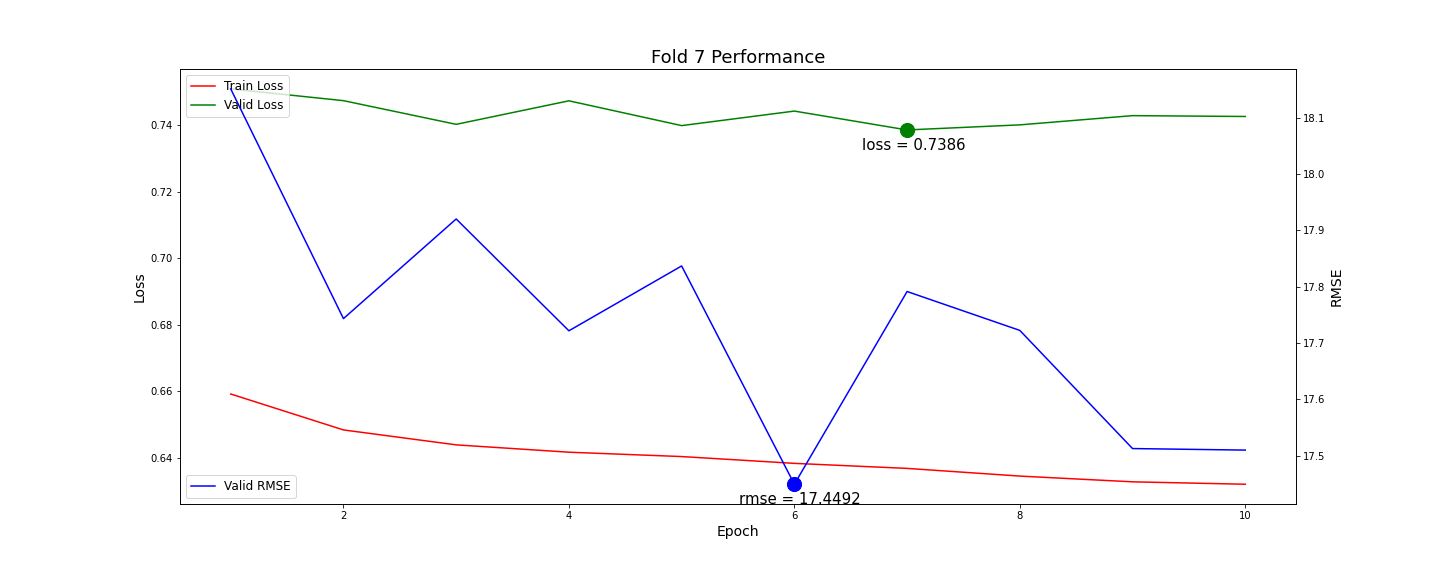 Fold 7 Performance
Train Loss
Valid Loss
0.74
0.72
0.70
0.68
0.66
0.64
Loss
loss = 0.7386
rmse = 17.4492
Valid RMSE
18.1
18.0
17.9
17.8
17.7
17.6
17.5
RMSE
2
4
6
8
10
Epoch